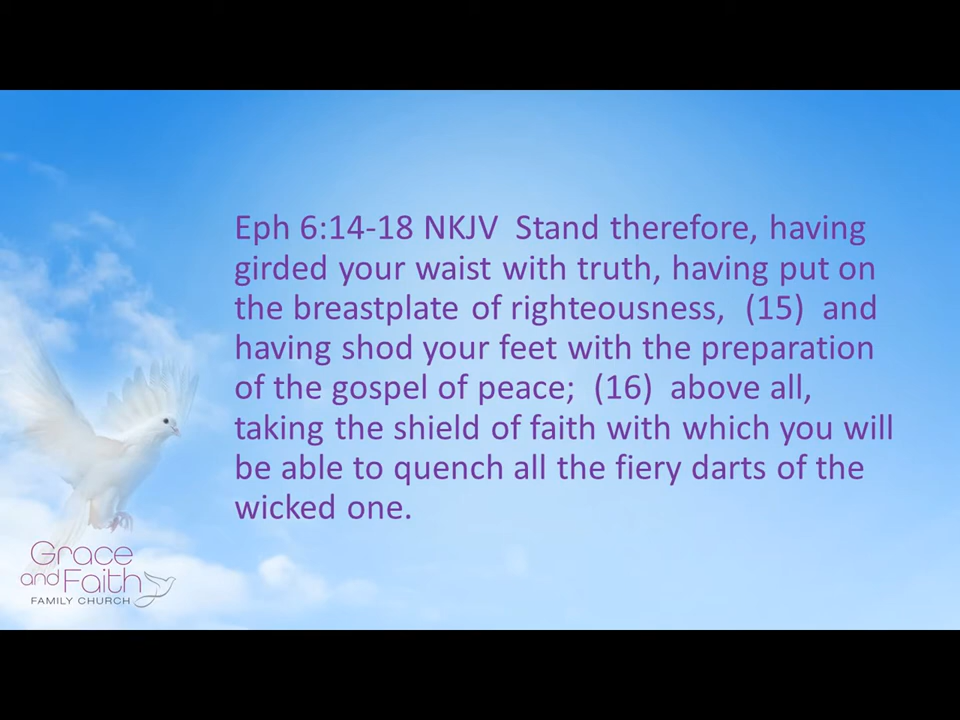 Eph 6:14-18 NKJV  Stand therefore, having
girded your waist with truth, having put on
the breastplate of righteousness,  (15)  and
having shod your feet with the preparation
of the gospel of peace;  (16)  above all,
taking the shield of faith with which you will
be able to quench all the fiery darts of the
wicked one.
Grace
and Faith
FAMILY CHURCH